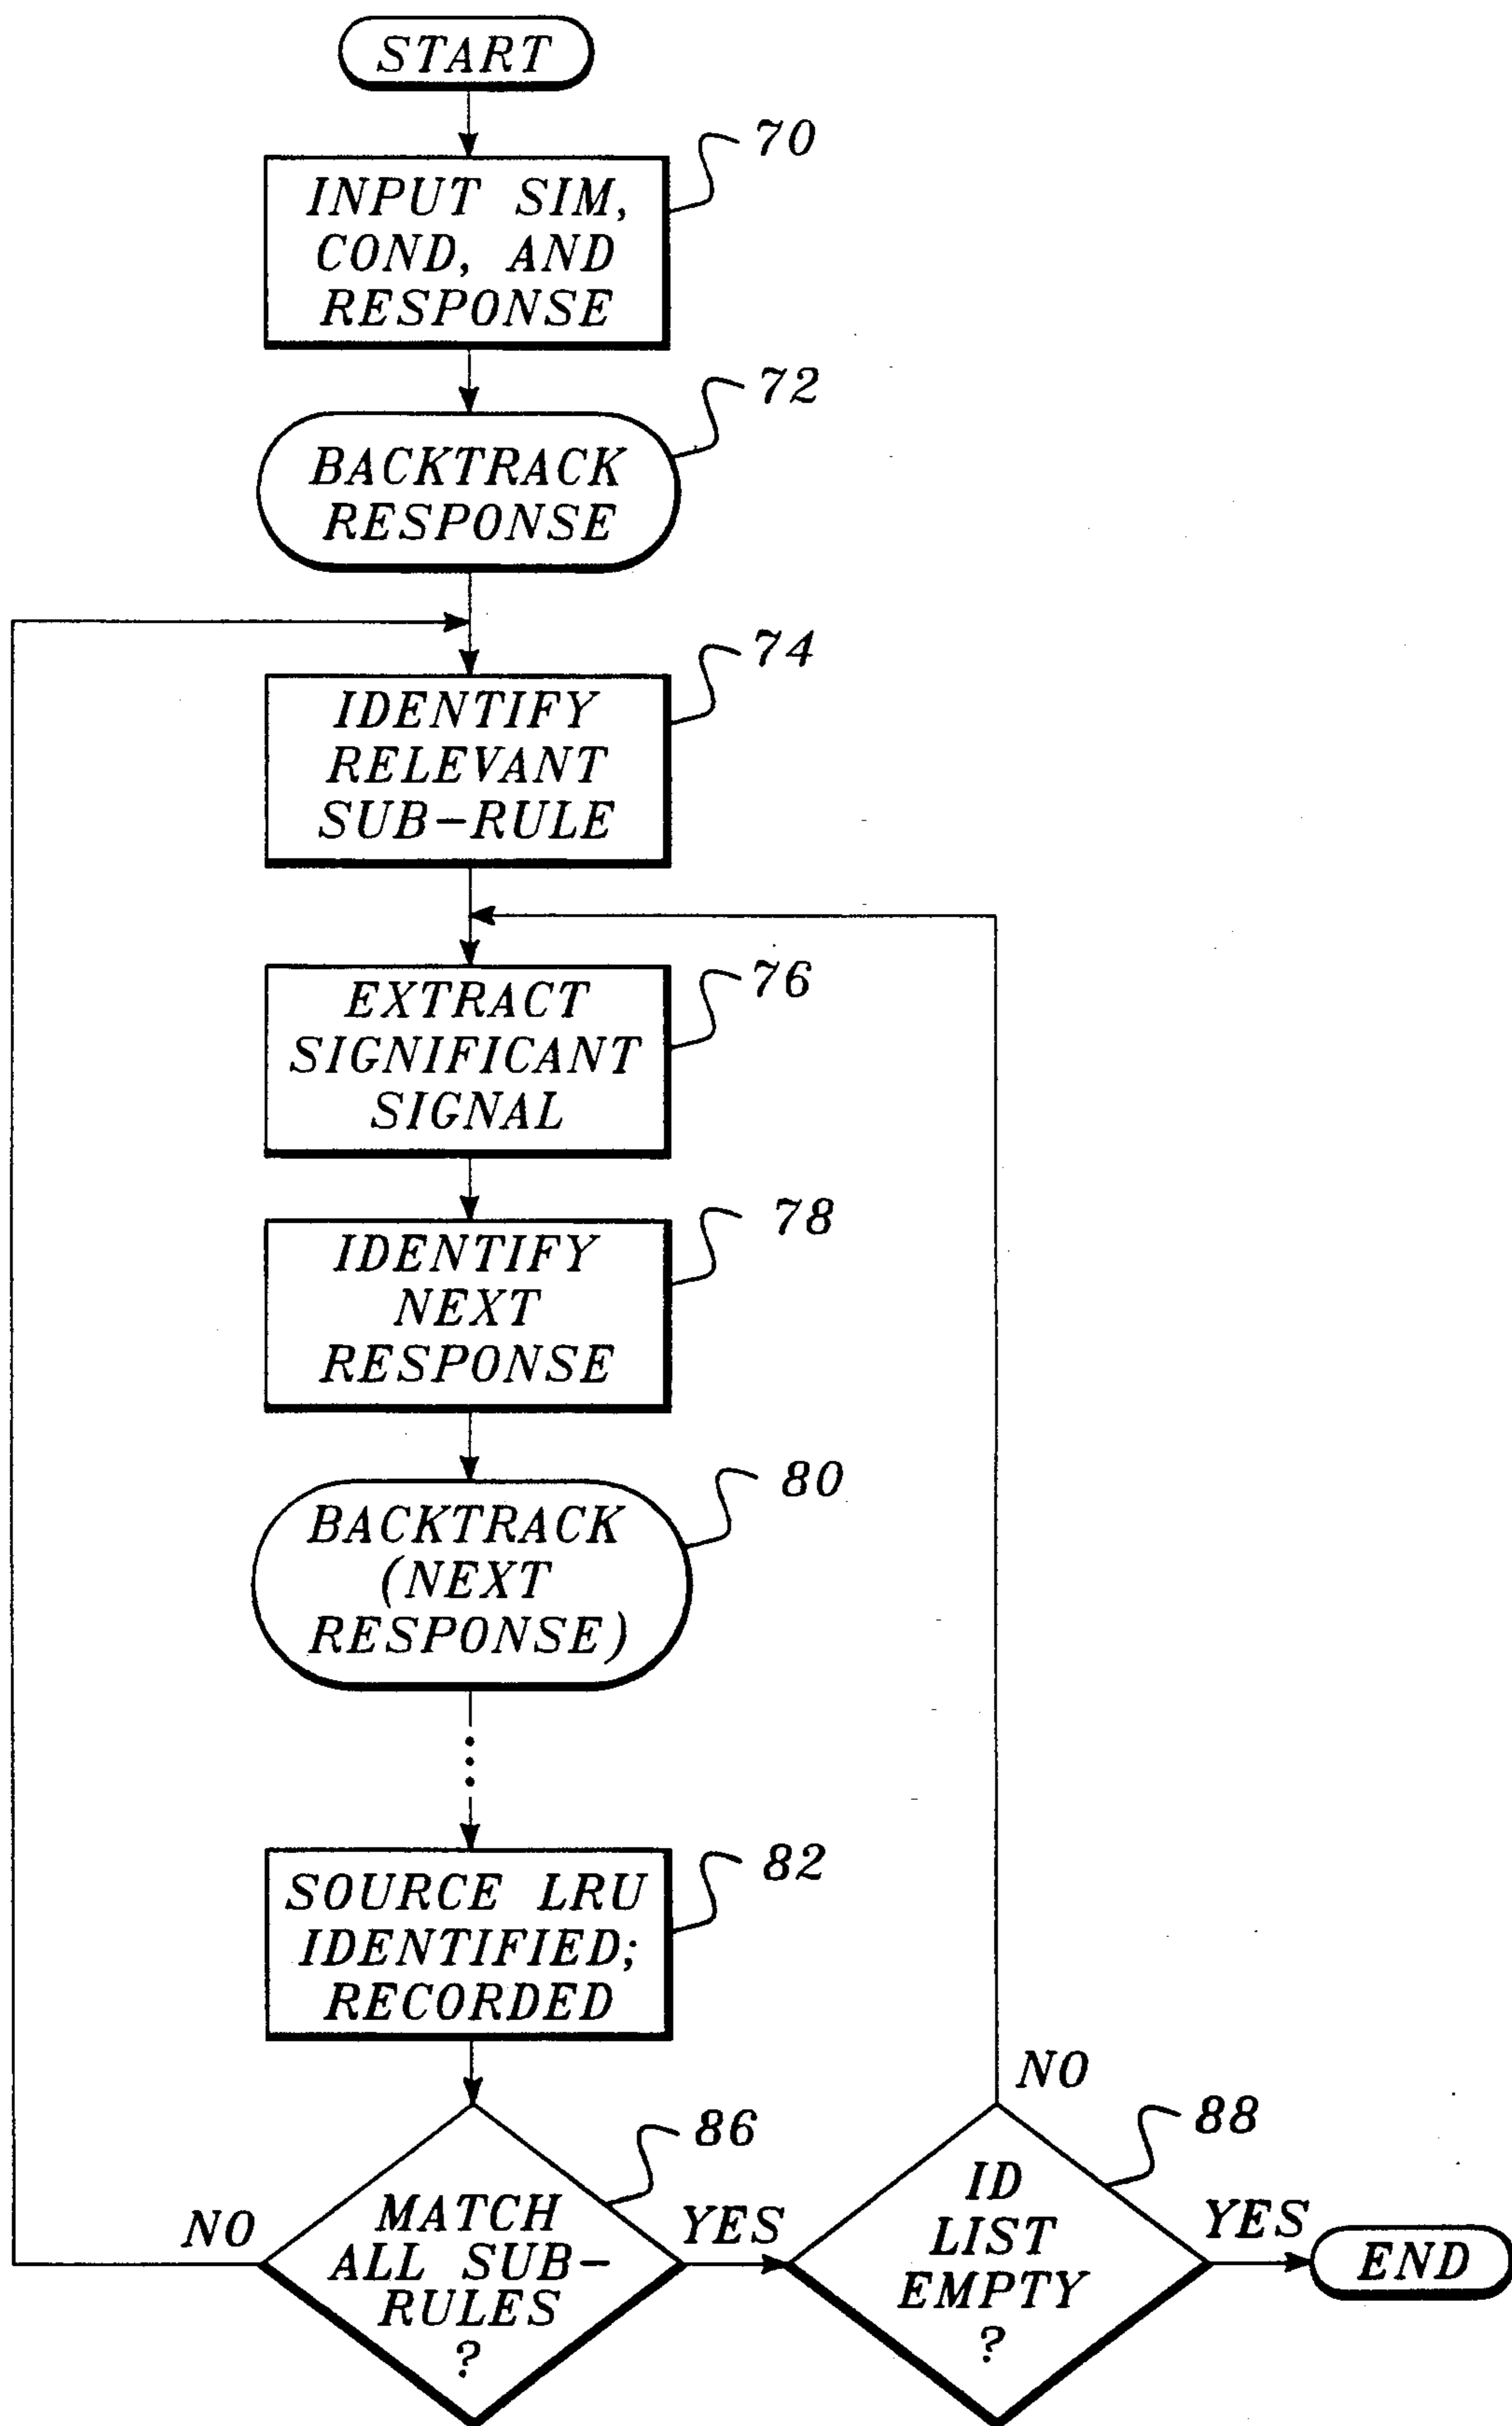 START
70
INPUT SIM,
COND, AND
RESPONSE
72
BACKTRACK
RESPONSE
74
IDENTIFY
RELEVANT
SUB-RULE
76
EXTRACT
SIGNIFICANT
SIGNAL
78
IDENTIFY
NEXT
RESPONSE
80
BACKTRACK
(NEXT
RESPONSE)
82
SOURCE LRU
IDENTIFIED;
RECORDED
86
NO
MATCH
ALL SUB-
RULES
?
YES
NO
88
ID
LIST
EMPTY
?
YES
END